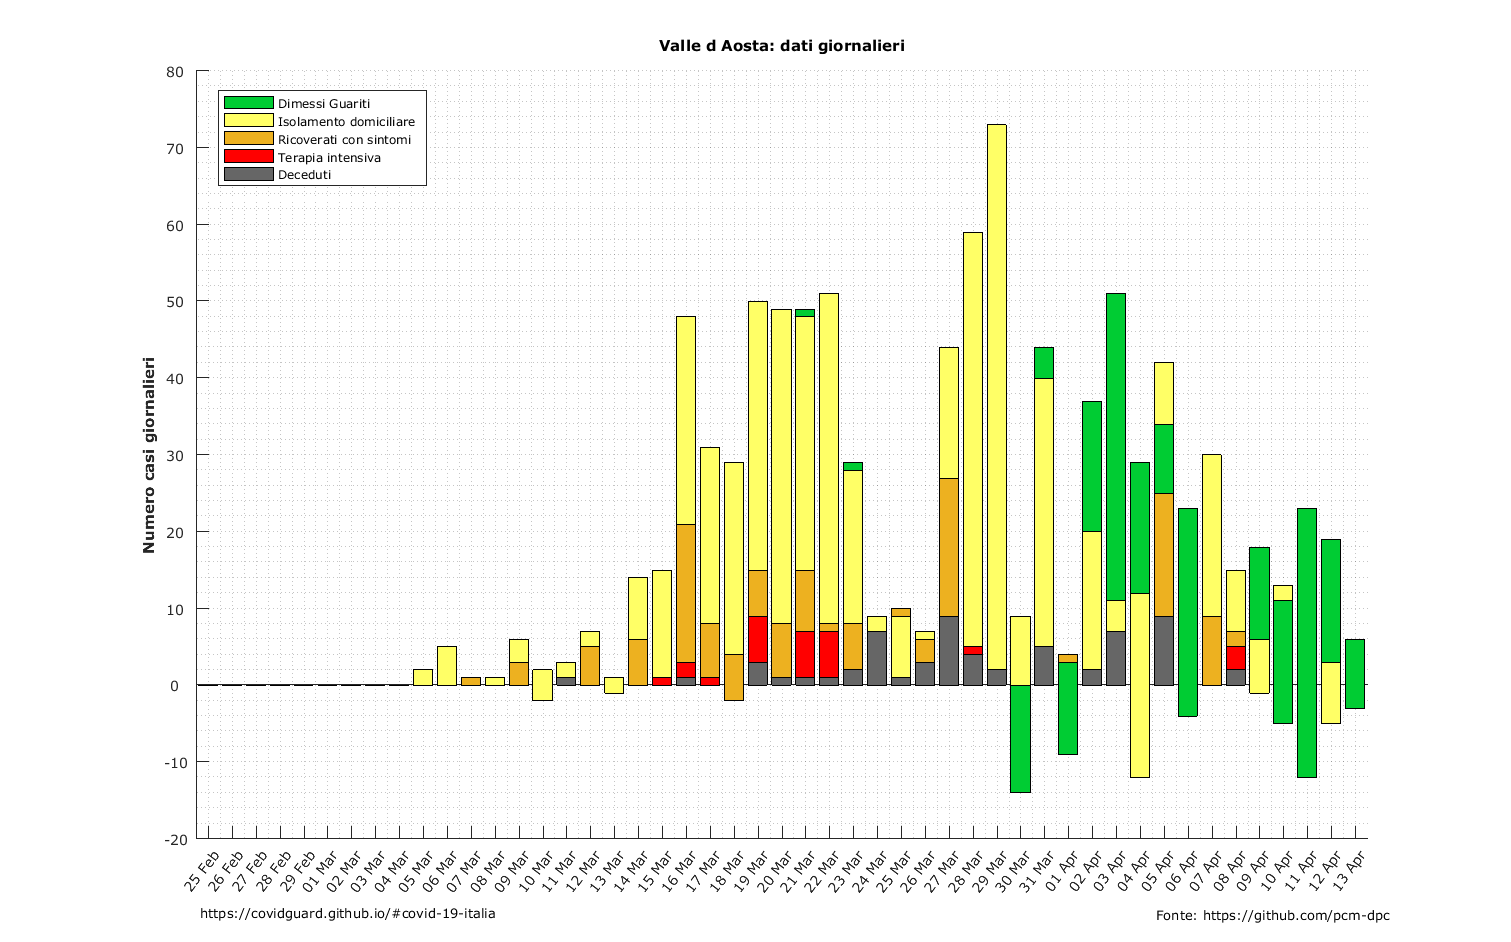 Valle d Aosta: dati giornalieri
Dimessi Guariti
Isolamento domiciliare
Ricoverati con sintomi
Terapia intensiva
Deceduti
Numero casi giornalieri
80
70
60
50
40
30
20
10
0
-10
-20
25 Feb
26 Feb
27 Feb
28 Feb
29 Feb
01 Mar
02 Mar
03 Mar
04 Mar
05 Mar
06 Mar
07 Mar
08 Mar
09 Mar
10 Mar
11 Mar
12 Mar
13 Mar
14 Mar
15 Mar
16 Mar
17 Mar
18 Mar
19 Mar
20 Mar
21 Mar
22 Mar
23 Mar
24 Mar
25 Mar
26 Mar
27 Mar
28 Mar
29 Mar
30 Mar
31 Mar
01 Apr
02 Apr
03 Apr
04 Apr
05 Apr
06 Apr
07 Apr
08 Apr
09 Apr
10 Apr
11 Apr
12 Apr
13 Apr
https://covidguard.github.io/#covid-19-italia
Fonte: https://github.com/pcm-dpc